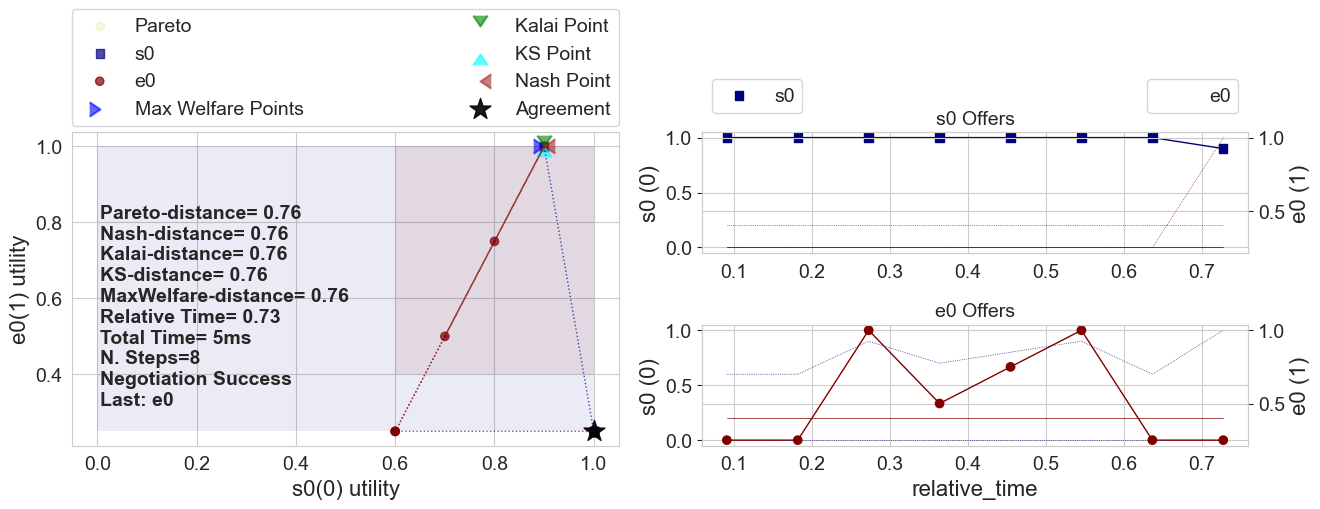 Pareto
s0
e0
Max Welfare Points
Kalai Point
KS Point
Nash Point
Agreement
1.0
0.8
0.6
0.4
e0(1) utility
Pareto-distance= 0.76
Nash-distance= 0.76
Kalai-distance= 0.76
KS-distance= 0.76
MaxWelfare-distance= 0.76
Relative Time= 0.73
Total Time= 5ms
N. Steps=8
Negotiation Success
Last: e0
0.0 0.2 0.4 0.6 0.8 1.0
s0(0) utility
s0
e0
s0 Offers
1.0
0.5
0.0
s0 (0)
1.0
0.5
e0 (1)
0.1 0.2 0.3 0.4 0.5 0.6 0.7
e0 Offers
1.0
0.5
0.0
s0 (0)
1.0
0.5
e0 (1)
0.1 0.2 0.3 0.4 0.5 0.6 0.7
relative_time